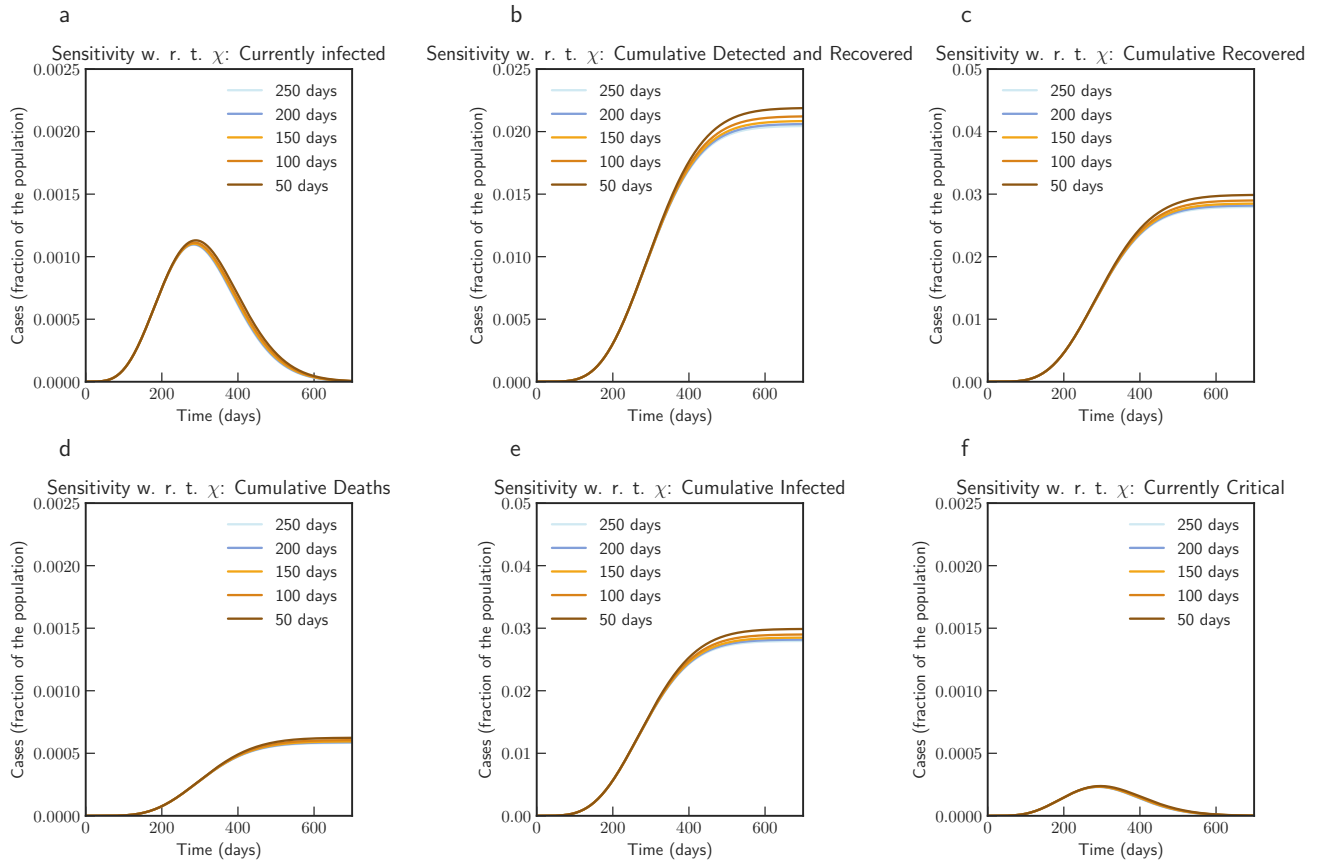 a
Sensitivity w. r. t. χ: Currently infected
0.0025
0.0020
0.0015
0.0010
0.0005
0.0000
Cases (fraction of the population)
250 days
200 days
150 days
100 days
50 days
0 200 400 600
Time (days)
b
Sensitivity w. r. t. χ: Cumulative Detected and Recovered
0.025
0.020
0.015
0.010
0.005
0.000
Cases (fraction of the population)
250 days
200 days
150 days
100 days
50 days
0 200 400 600
Time (days)
c
Sensitivity w. r. t. χ: Cumulative Recovered
0.05
0.04
0.03
0.02
0.01
0.00
Cases (fraction of the population)
250 days
200 days
150 days
100 days
50 days
0 200 400 600
Time (days)
d
Sensitivity w. r. t. χ: Cumulative Deaths
0.0025
0.0020
0.0015
0.0010
0.0005
0.0000
Cases (fraction of the population)
250 days
200 days
150 days
100 days
50 days
0 200 400 600
Time (days)
e
Sensitivity w. r. t. χ: Cumulative Infected
0.05
0.04
0.03
0.02
0.01
0.00
Cases (fraction of the population)
250 days
200 days
150 days
100 days
50 days
0 200 400 600
Time (days)
f
Sensitivity w. r. t. χ: Currently Critical
0.0025
0.0020
0.0015
0.0010
0.0005
0.0000
Cases (fraction of the population)
250 days
200 days
150 days
100 days
50 days
0 200 400 600
Time (days)